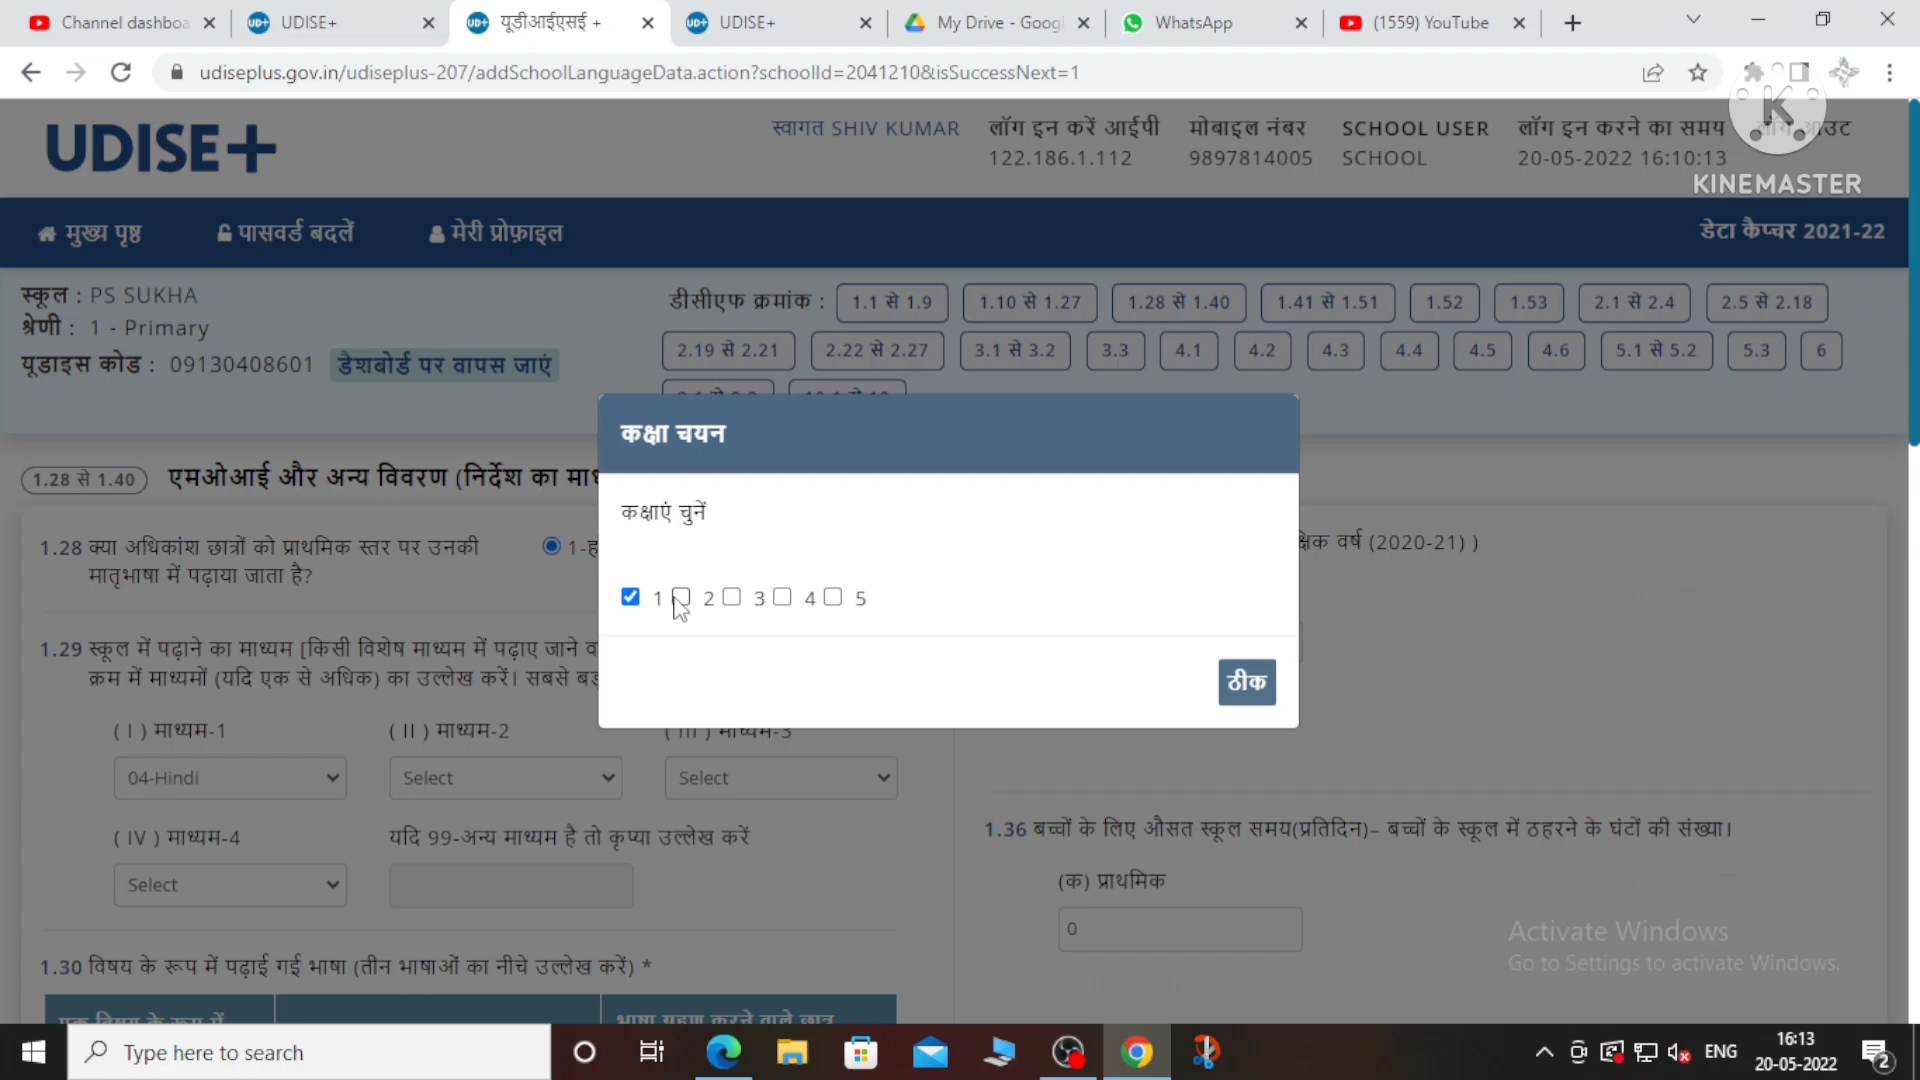 Channel dashboa
UDISE+
यूडीआईएसई +
UDISE+
My Drive - Goog
WhatsApp
(1559) YouTube
udiseplus.gov.in/udiseplus-207/addSchoolLanguageData.action?schoolId=2041210&isSuccessNext=1
UDISE+
स्वागत SHIV KUMAR
लॉग इन करें आईपी
122.186.1.112
मोबाइल नंबर
9897814005
SCHOOL USER
SCHOOL
लॉग इन करने का समय
20-05-2022 16:10:13
आउट
K
KINEMASTER
मुख्य पृष्ठ
पासवर्ड बदलें
मेरी प्रोफ़ाइल
डेटा कैप्चर 2021-22
स्कूल : PS SUKHA
श्रेणी : 1 - Primary
यूडाइस कोड : 09130408601 डैशबोर्ड पर वापस जाएं
डीसीएफ क्रमांक : 1.1 से 1.9 1.10 से 1.27 1.28 से 1.40 1.41 से 1.51 1.52 1.53 2.1 से 2.4 2.5 से 2.18
2.19 से 2.21 2.22 से 2.27 3.1 से 3.2 3.3 4.1 4.2 4.3 4.4 4.5 4.6 5.1 से 5.2 5.3 6
कक्षा चयन
कक्षाएं चुनें
1 2 3 4 5
ठीक
1.28 से 1.40 एमओआई और अन्य विवरण (निर्देश का
1.28 क्या अधिकांश छात्रों को प्राथमिक स्तर पर उनकी
मातृभाषा में पढ़ाया जाता है?
क्षिक वर्ष (2020-21) )
1.29 स्कूल में पढ़ाने का माध्यम [किसी विशेष माध्यम में पढ़ाए जाने
क्रम में माध्यमों (यदि एक से अधिक) का उल्लेख करें। सबसे
( I ) माध्यम-1
( II ) माध्यम-2
( III ) माध्यम-3
04-Hindi
Select
Select
( IV ) माध्यम-4
यदि 99-अन्य माध्यम है तो कृप्या उल्लेख करें
Select
1.30 विषय के रूप में पढ़ाई गई भाषा (तीन भाषाओं का नीचे उल्लेख करें) *
एक विषय के रूप में
भाषा ग्रहण करने वाले छात्र
1.36 बच्चों के लिए औसत स्कूल समय(प्रतिदिन)– बच्चों के स्कूल में ठहरने के घंटों की संख्या।
(क) प्राथमिक
0
Activate Windows
Go to Settings to activate Windows.
Type here to search
ENG
16:13
20-05-2022
2